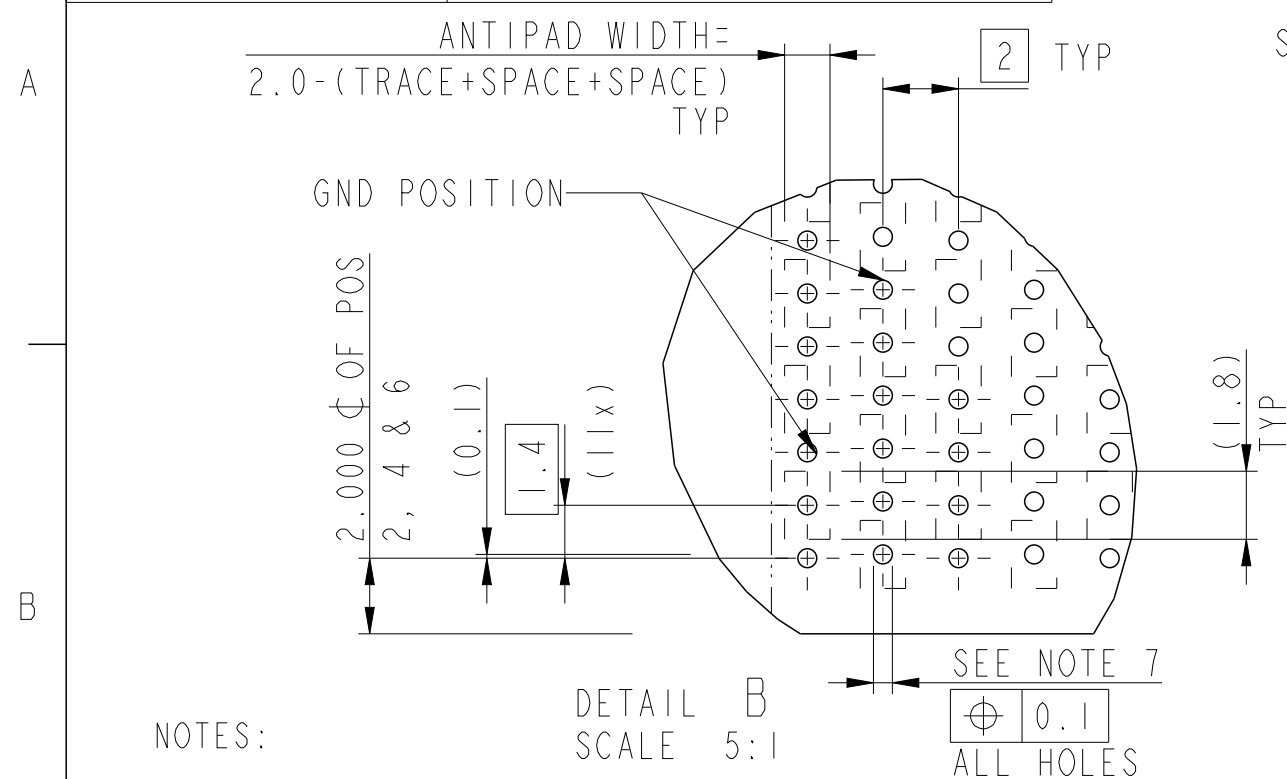 ANTIPAD WIDTH=
2.0-(TRACE+SPACE+SPACE)
TYP
2 TYP
S
A
GND POSITION
2.000 ℄ OF POS
2, 4 & 6
(0.1)
1.4
(11x)
(1.8)
TYP
B
SEE NOTE 7
⌖ 0.1
ALL HOLES
DETAIL B
SCALE 5:1
NOTES: